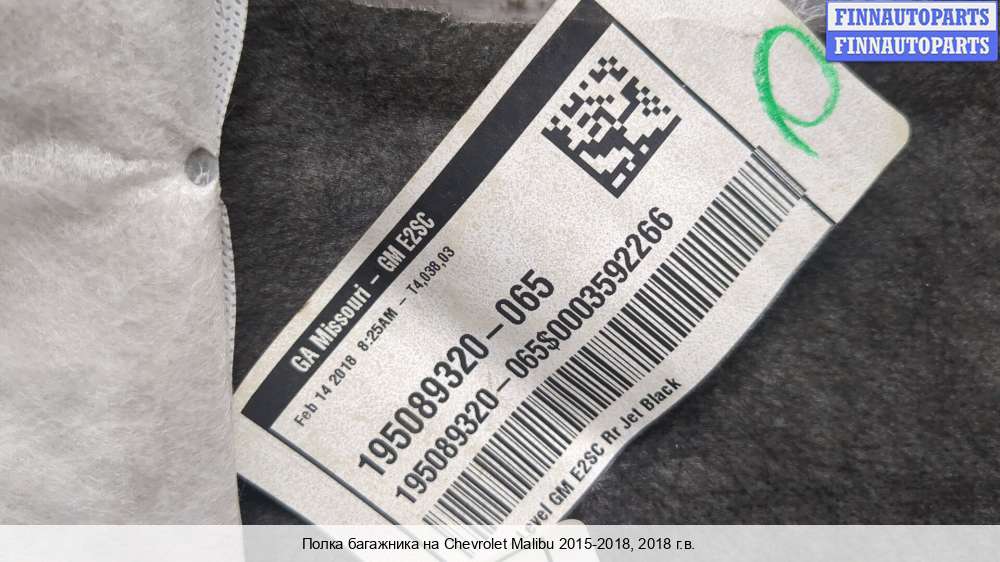 FINNAUTOPARTS
FINNAUTOPARTS
GA Missouri – GM E2SC
Feb 14 2018 8:25AM – T4,038,03
195089320–065
195089320–065$0003592266
GM E2SC Rr Jet Black
Полка багажника на Chevrolet Malibu 2015-2018, 2018 г.в.